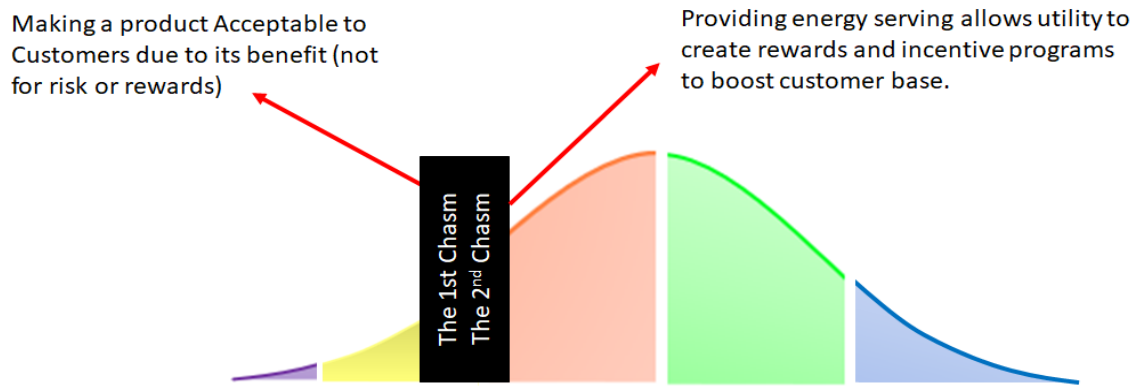 Making a product Acceptable to
Customers due to its benefit (not
for risk or rewards)
Providing energy serving allows utility to
create rewards and incentive programs
to boost customer base.
The 1st Chasm
The 2nd Chasm